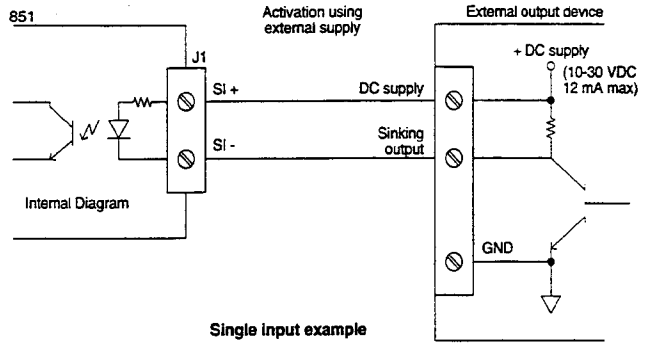 851
Activation using
external supply
External output device
J1
+ DC supply
(10-30 VDC
12 mA max)
SI +
DC supply
Sinking
output
SI -
Internal Diagram
GND
Single input example